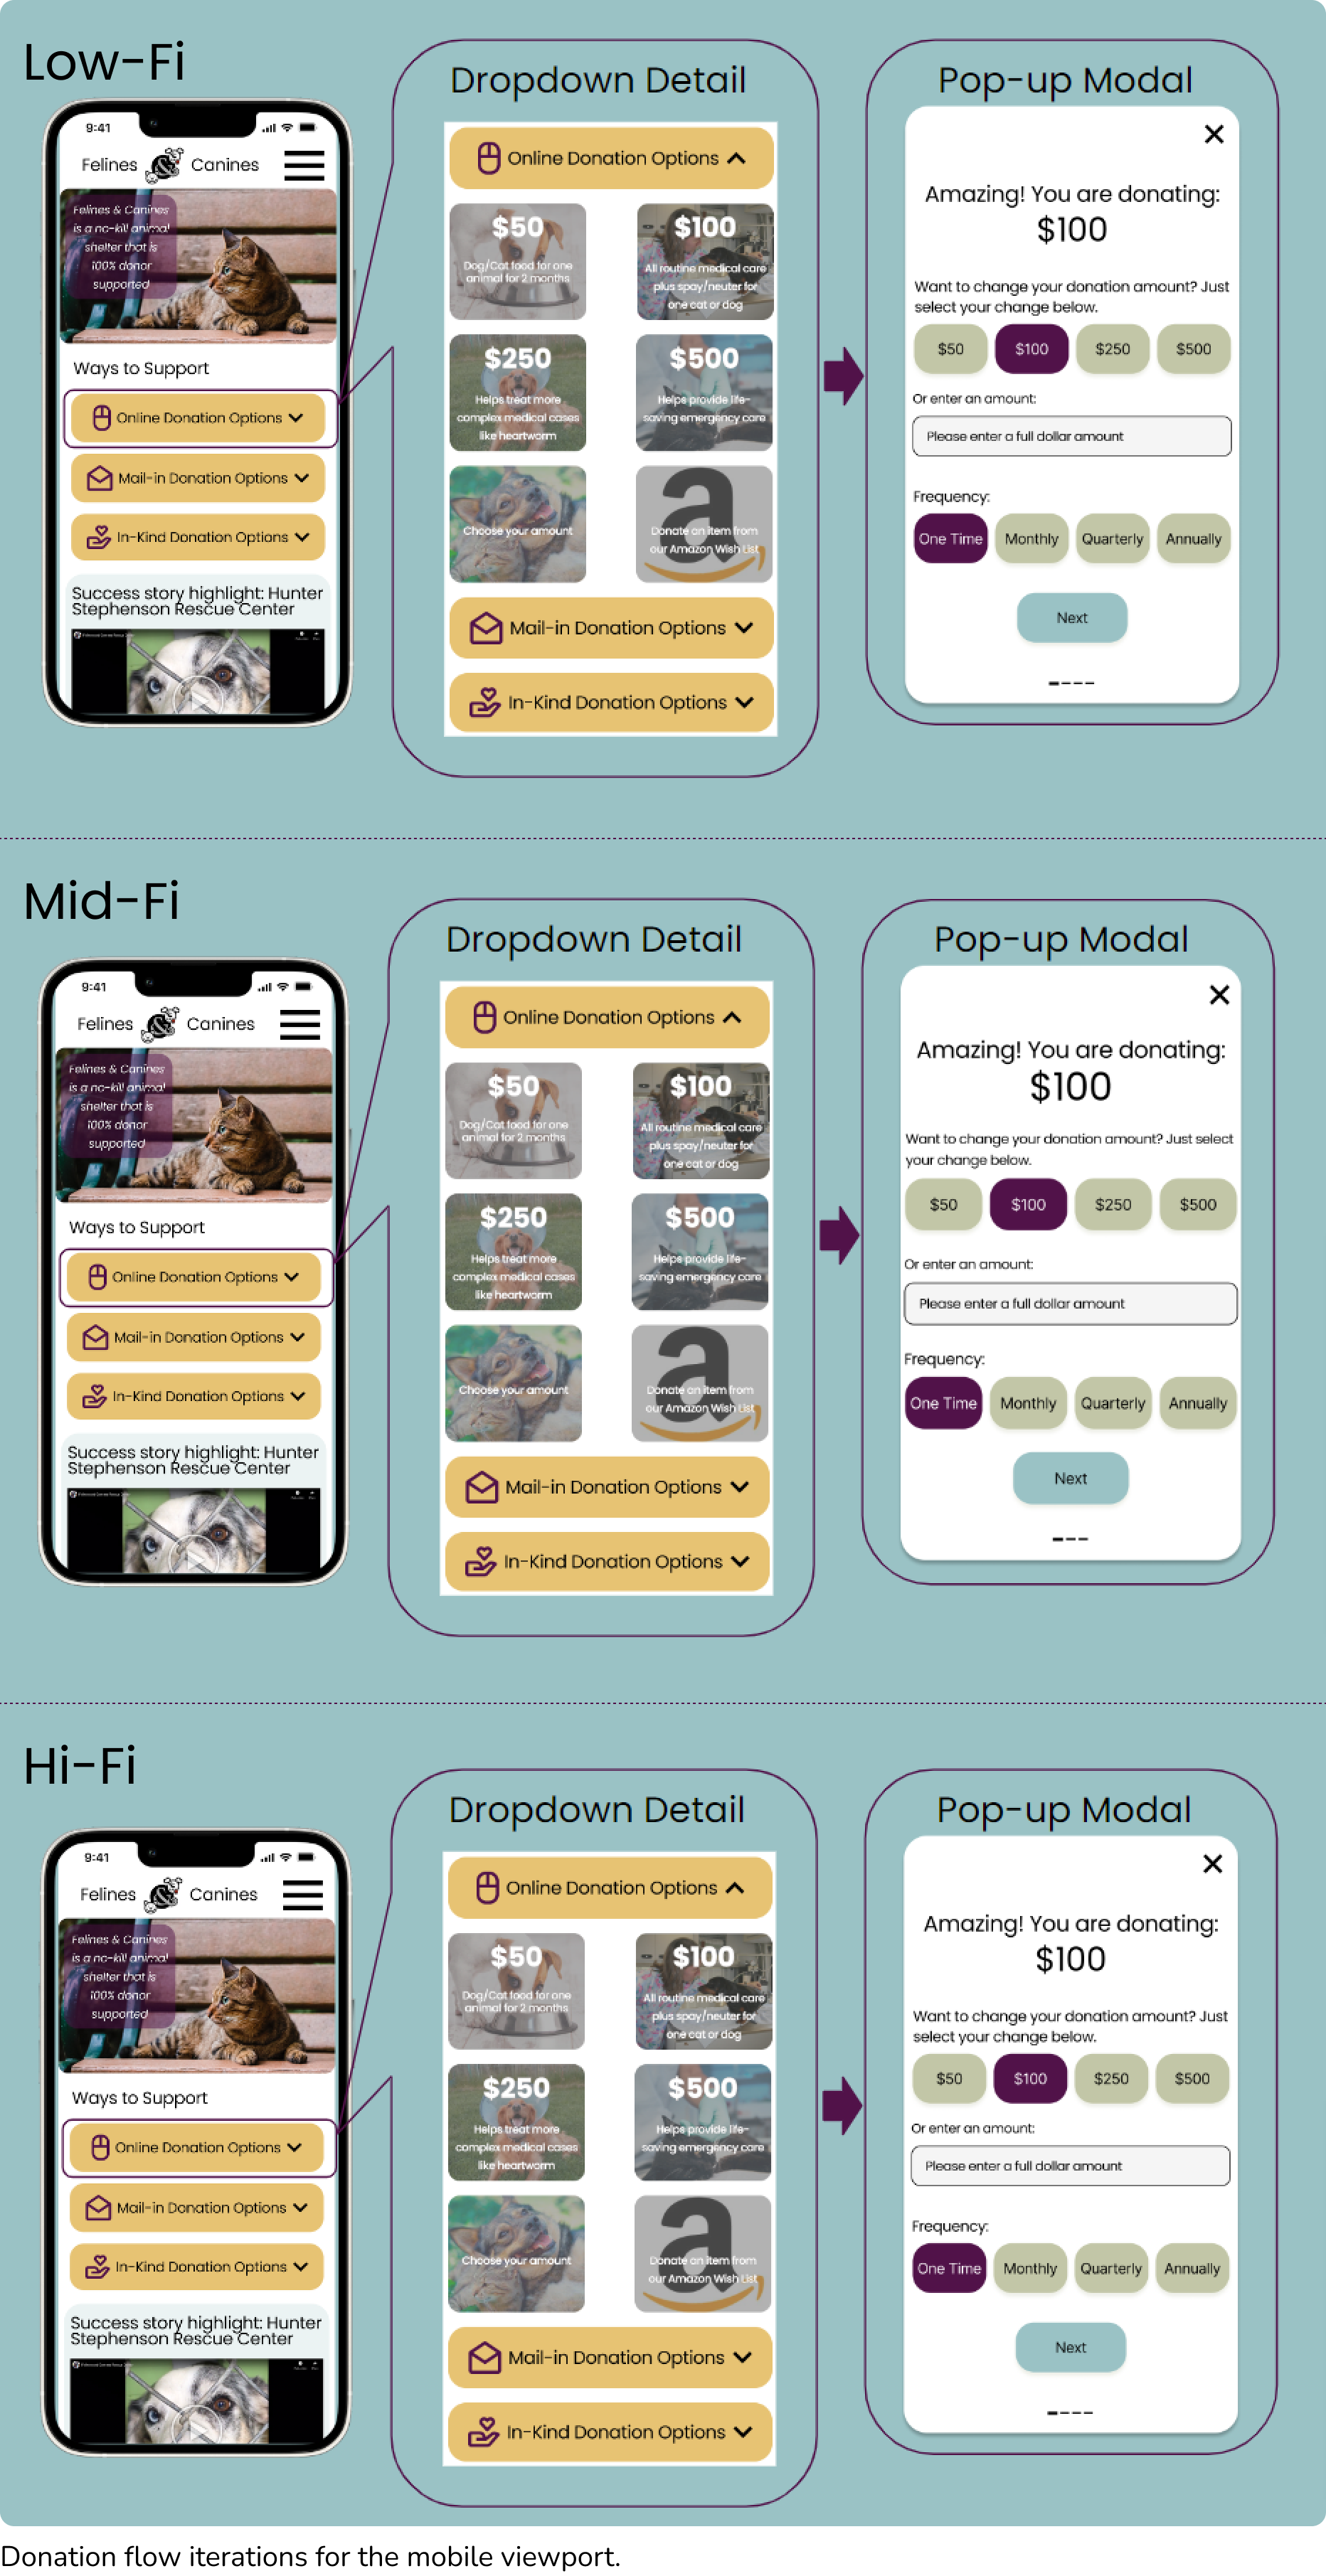 Low-Fi
9:41
Felines & Canines
Felines & Canines
is a no-kill animal
shelter that is
100% donor
supported
Ways to Support
Online Donation Options
Mail-in Donation Options
In-Kind Donation Options
Success story highlight: Hunter
Stephenson Rescue Center
Dropdown Detail
Online Donation Options
$50
Dog/Cat food for one
animal for 2 months
$100
All routine medical care
plus spay/neuter for
one cat or dog
$250
Helps treat more
complex medical cases
like heartworm
$500
Helps provide life-
saving emergency care
Choose your amount
Donate an item from
our Amazon Wish List
Mail-in Donation Options
In-Kind Donation Options
Pop-up Modal
Amazing! You are donating:
$100
Want to change your donation amount? Just
select your change below.
$50 $100 $250 $500
Or enter an amount:
Please enter a full dollar amount
Frequency:
One Time Monthly Quarterly Annually
Next
Mid-Fi
9:41
Felines & Canines
Felines & Canines
is a no-kill animal
shelter that is
100% donor
supported
Ways to Support
Online Donation Options
Mail-in Donation Options
In-Kind Donation Options
Success story highlight: Hunter
Stephenson Rescue Center
Dropdown Detail
Online Donation Options
$50
Dog/Cat food for one
animal for 2 months
$100
All routine medical care
plus spay/neuter for
one cat or dog
$250
Helps treat more
complex medical cases
like heartworm
$500
Helps provide life-
saving emergency care
Choose your amount
Donate an item from
our Amazon Wish List
Mail-in Donation Options
In-Kind Donation Options
Pop-up Modal
Amazing! You are donating:
$100
Want to change your donation amount? Just select
your change below.
$50 $100 $250 $500
Or enter an amount:
Please enter a full dollar amount
Frequency:
One Time Monthly Quarterly Annually
Next
Hi-Fi
9:41
Felines & Canines
Felines & Canines
is a no-kill animal
shelter that is
100% donor
supported
Ways to Support
Online Donation Options
Mail-in Donation Options
In-Kind Donation Options
Success story highlight: Hunter
Stephenson Rescue Center
Dropdown Detail
Online Donation Options
$50
Dog/Cat food for one
animal for 2 months
$100
All routine medical care
plus spay/neuter for
one cat or dog
$250
Helps treat more
complex medical cases
like heartworm
$500
Helps provide life-
saving emergency care
Choose your amount
Donate an item from
our Amazon Wish List
Mail-in Donation Options
In-Kind Donation Options
Pop-up Modal
Amazing! You are donating:
$100
Want to change your donation amount? Just
select your change below.
$50 $100 $250 $500
Or enter an amount:
Please enter a full dollar amount
Frequency:
One Time Monthly Quarterly Annually
Next
Donation flow iterations for the mobile viewport.